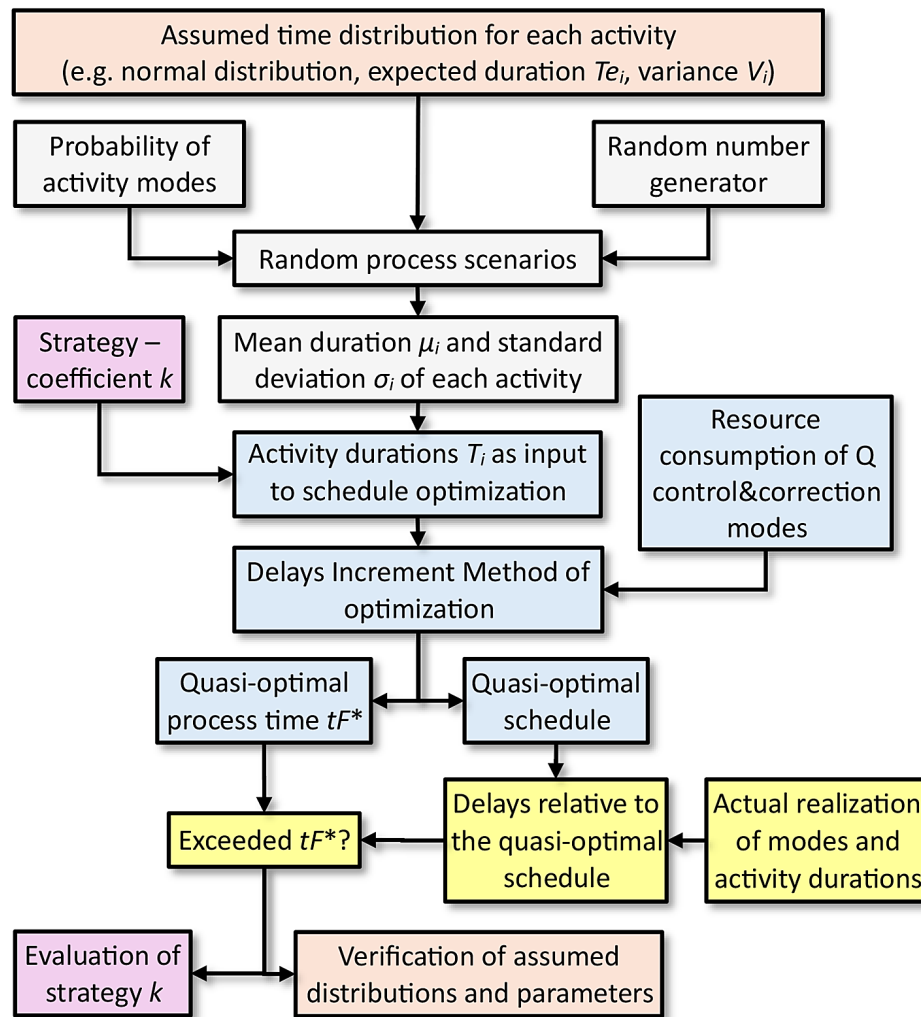 Assumed time distribution for each activity
(e.g. normal distribution, expected duration Teᵢ, variance Vᵢ)
Probability of
activity modes
Random number
generator
Random process scenarios
Strategy –
coefficient k
Mean duration μᵢ and standard
deviation σᵢ of each activity
Resource
consumption of Q
control&correction
modes
Activity durations Tᵢ as input
to schedule optimization
Delays Increment Method of
optimization
Quasi-optimal
process time tF*
Quasi-optimal
schedule
Delays relative to
the quasi-optimal
schedule
Actual realization
of modes and
activity durations
Exceeded tF*?
Evaluation of
strategy k
Verification of assumed
distributions and parameters